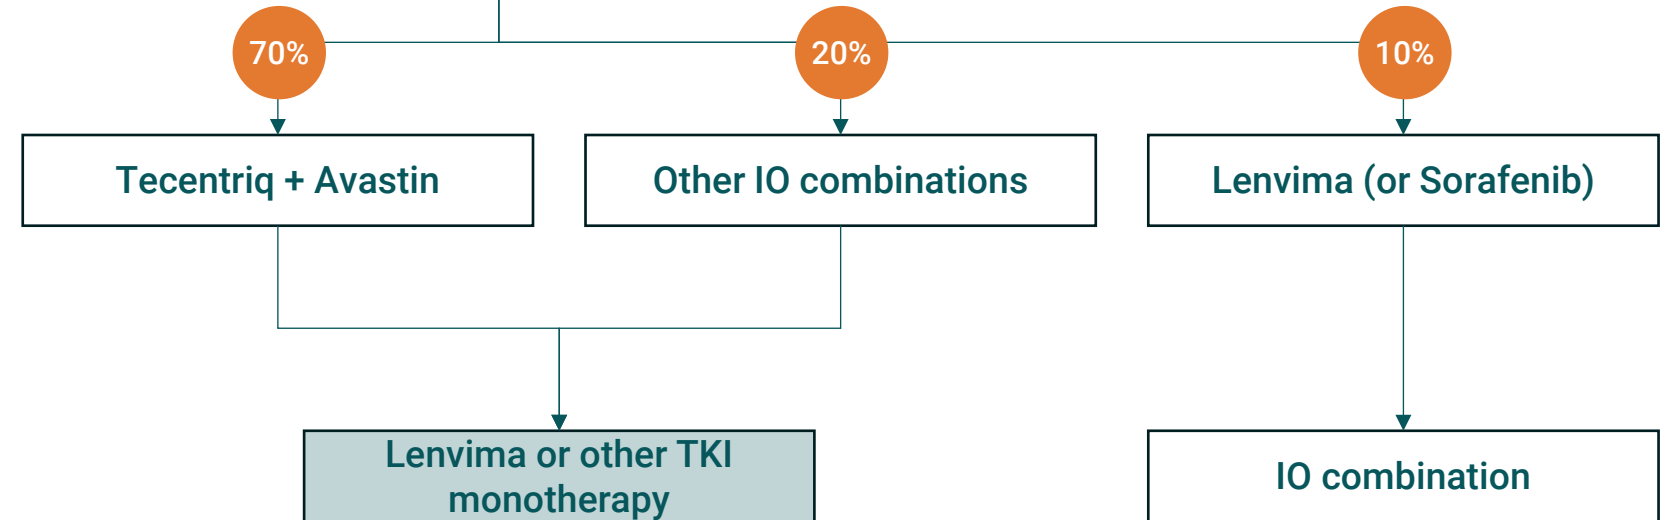 70%
20%
10%
Tecentriq + Avastin
Other IO combinations
Lenvima (or Sorafenib)
Lenvima or other TKI
monotherapy
IO combination